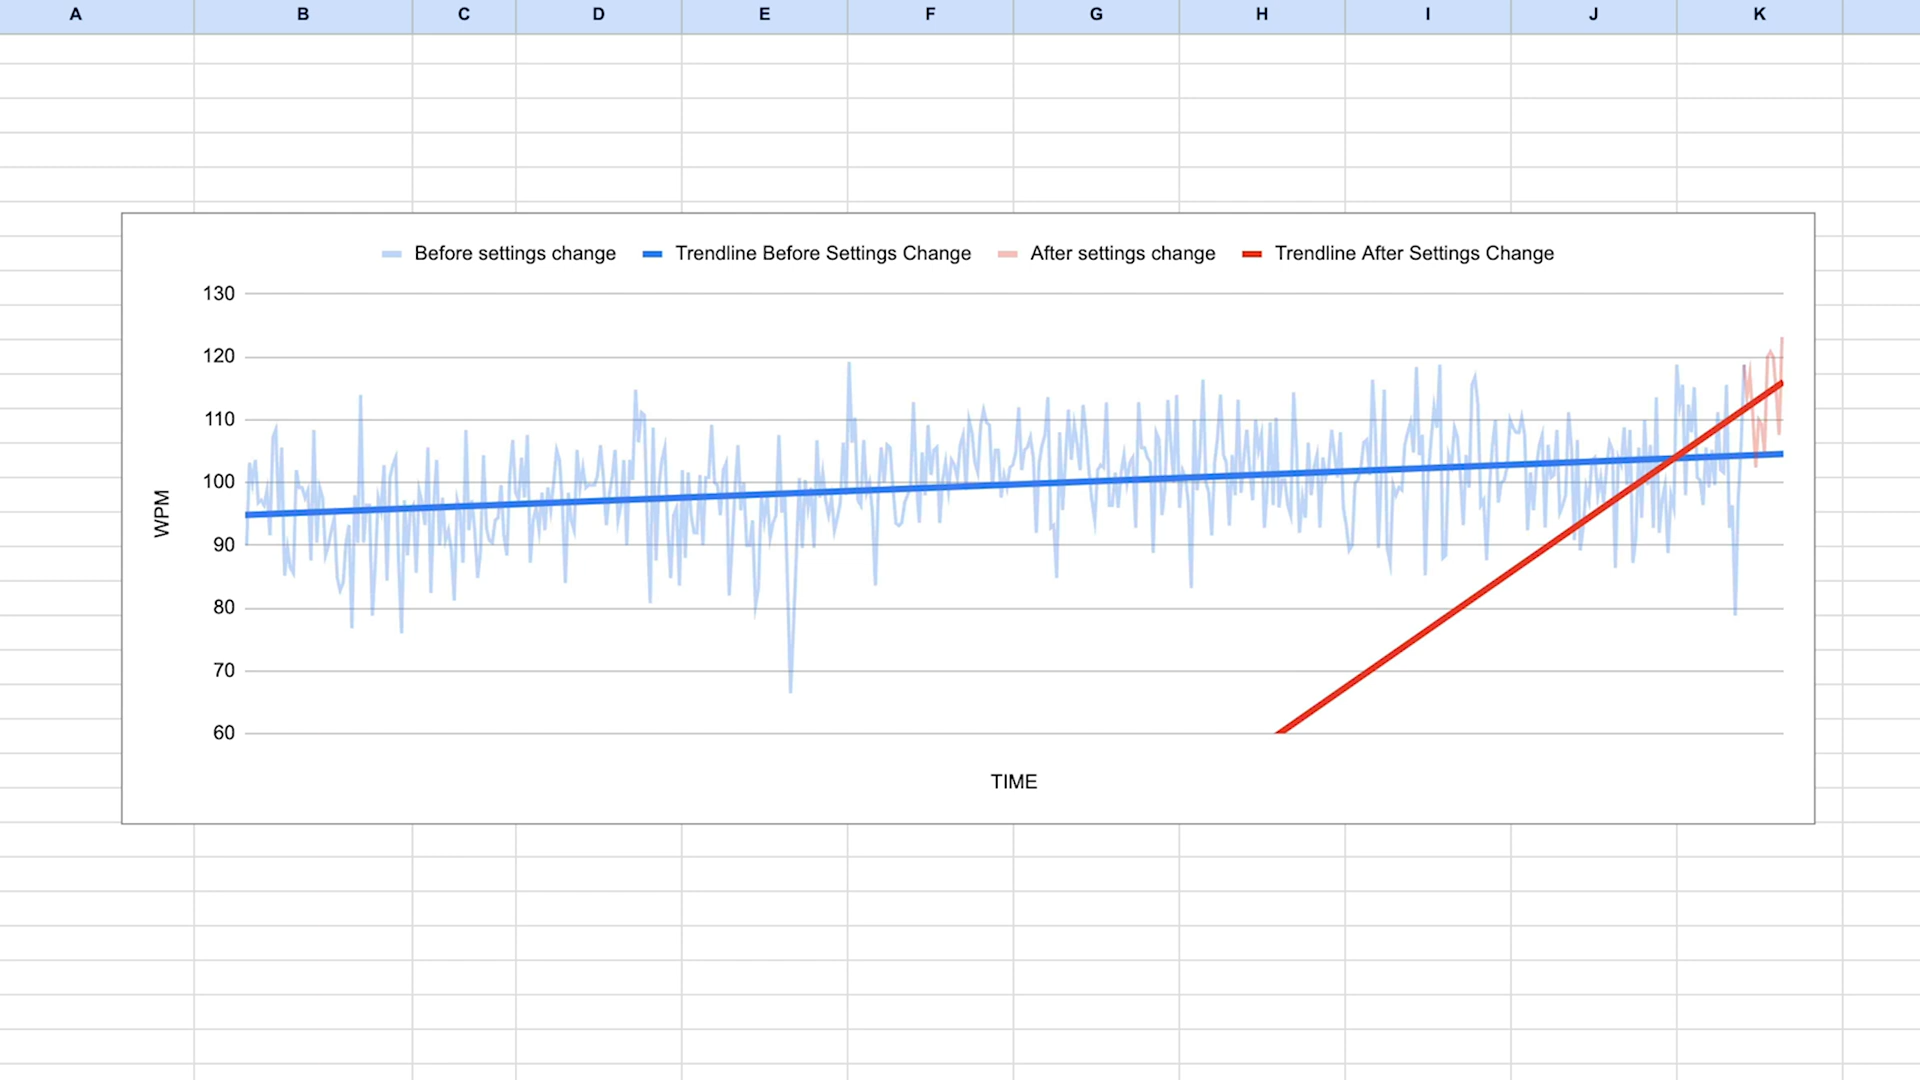 A B C D E F G H I J K
Before settings change Trendline Before Settings Change After settings change Trendline After Settings Change
130
120
110
100
90
80
70
60
WPM
TIME